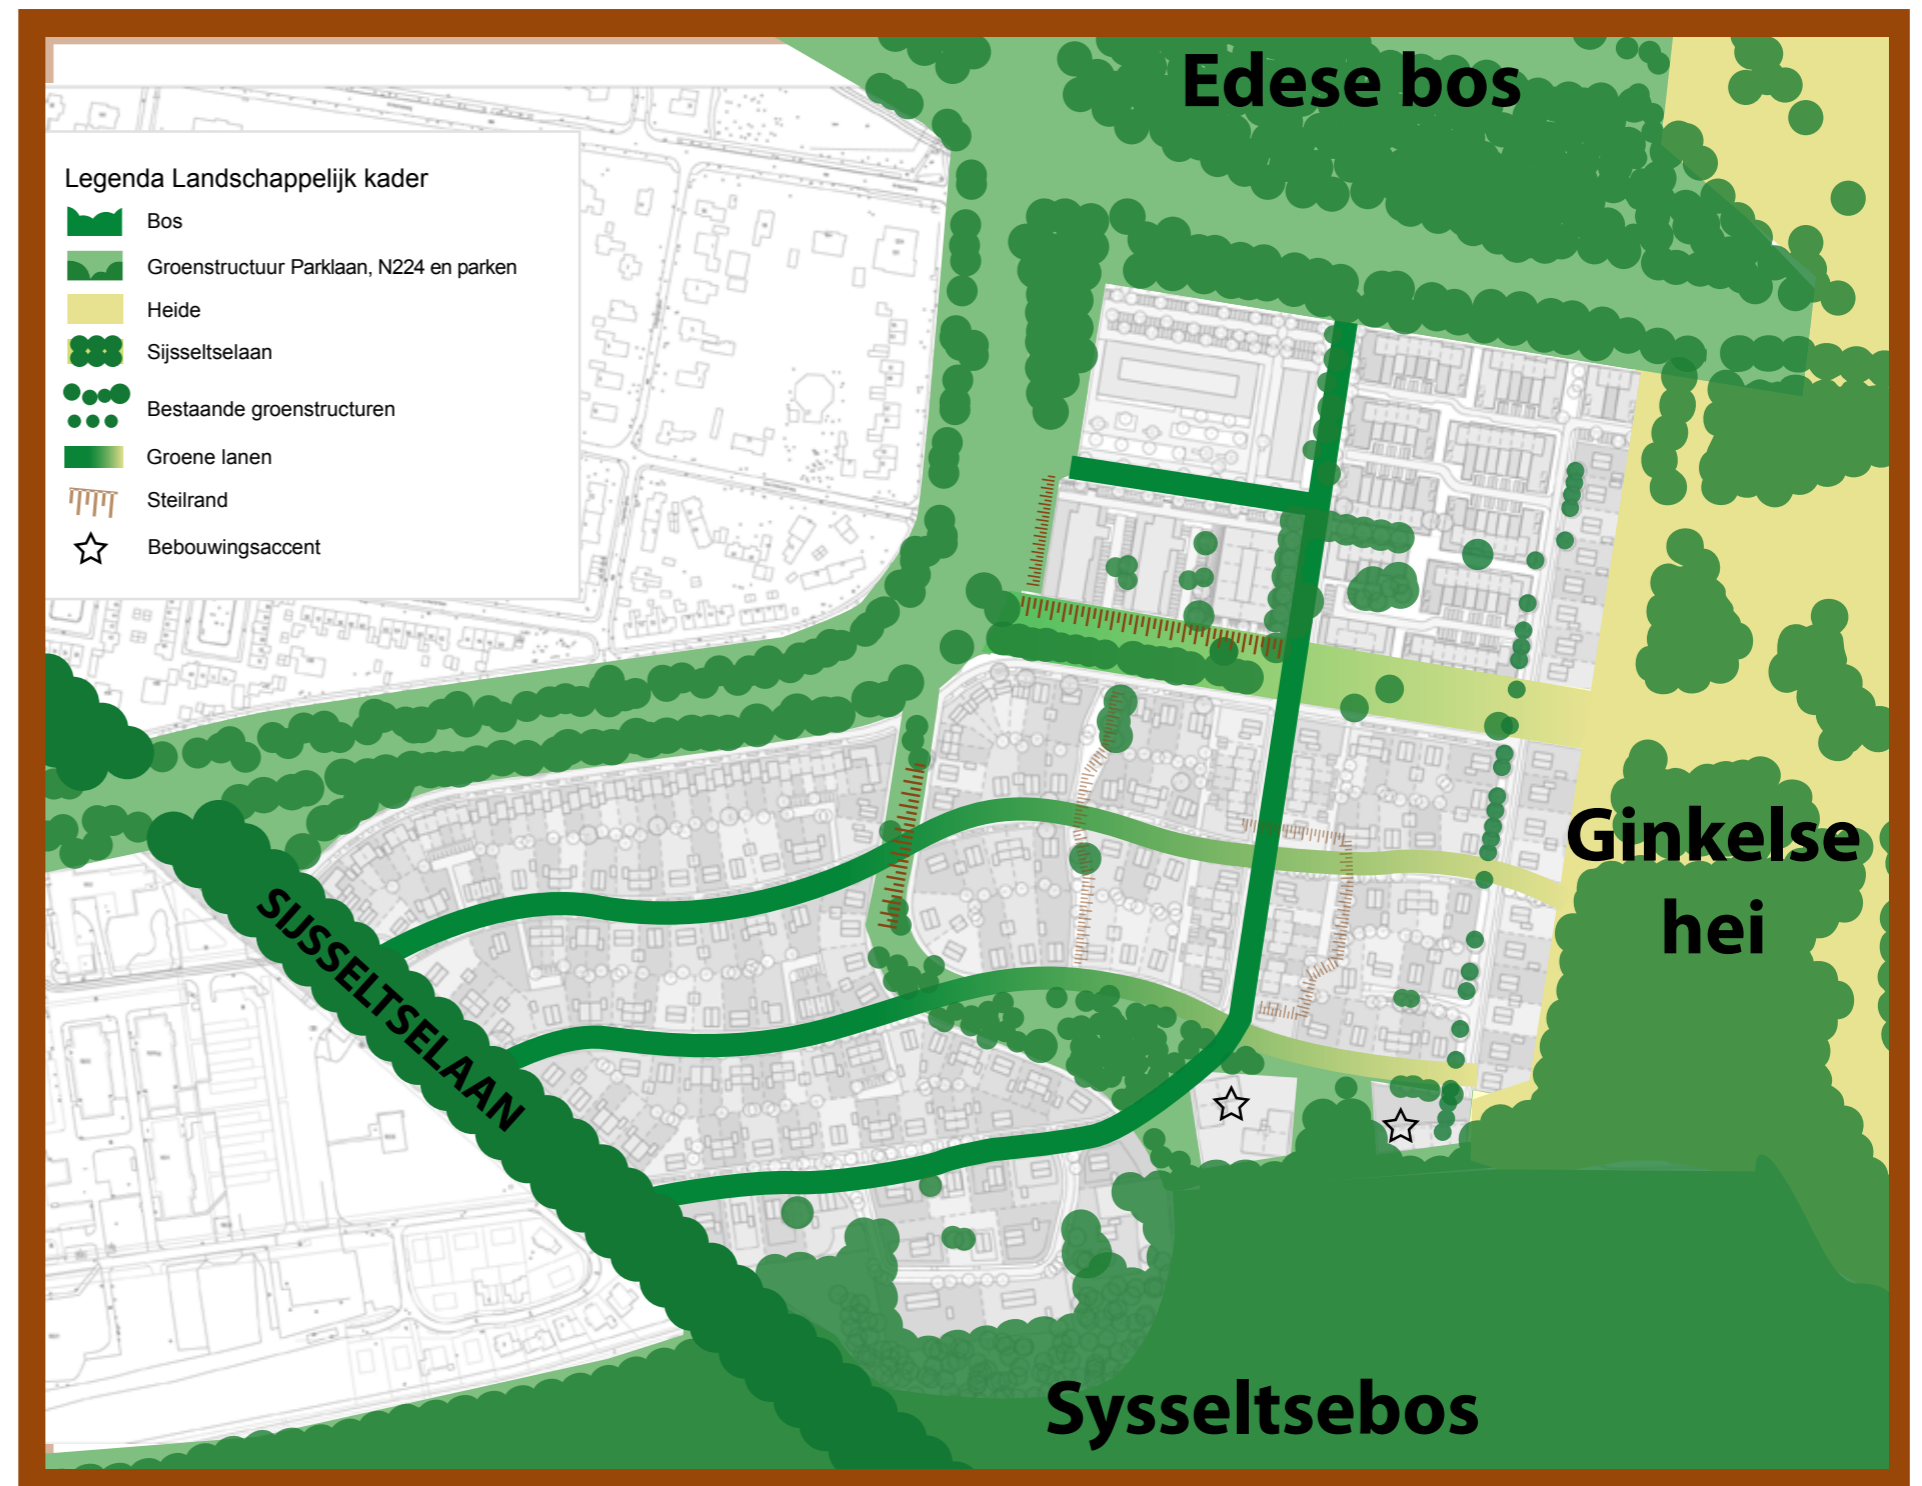 Edese bos
Legenda Landschappelijk kader
Bos
Groenstructuur Parklaan, N224 en parken
Heide
Sijsseltselaan
Bestaande groenstructuren
Groene lanen
Steilrand
Bebouwingsaccent
Ginkelse
hei
SIJSSELTSELAAN
Sysseltsebos